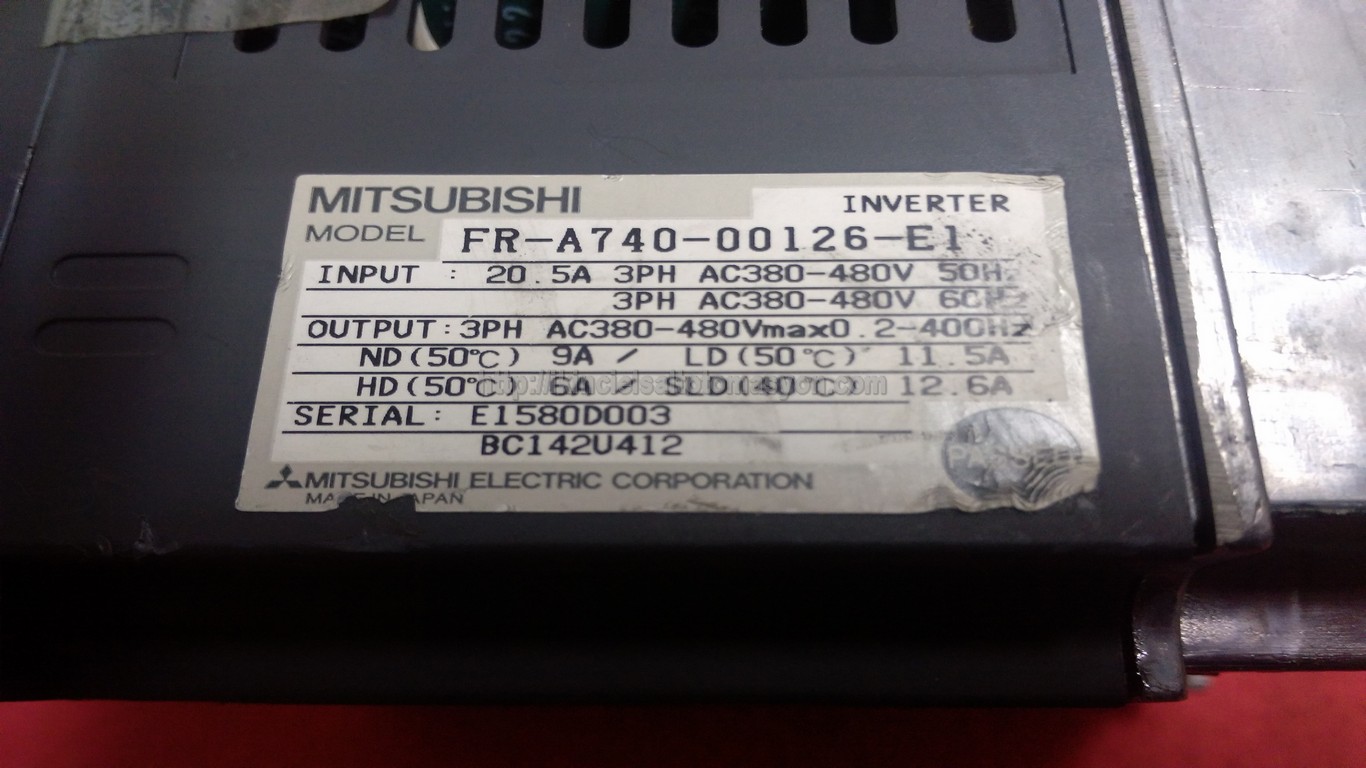 MITSUBISHI INVERTER
MODEL FR-A740-00126-E1
INPUT : 20.5A 3PH AC380-480V 50Hz
3PH AC380-480V 60Hz
OUTPUT:3PH AC380-480Vmax0.2-400Hz
ND(50℃) 9A / LD(50℃) 11.5A
HD(50℃) 6A / SLD(40℃) 12.6A
SERIAL: E1580D003
BC142U412
MITSUBISHI ELECTRIC CORPORATION
MADE IN JAPAN